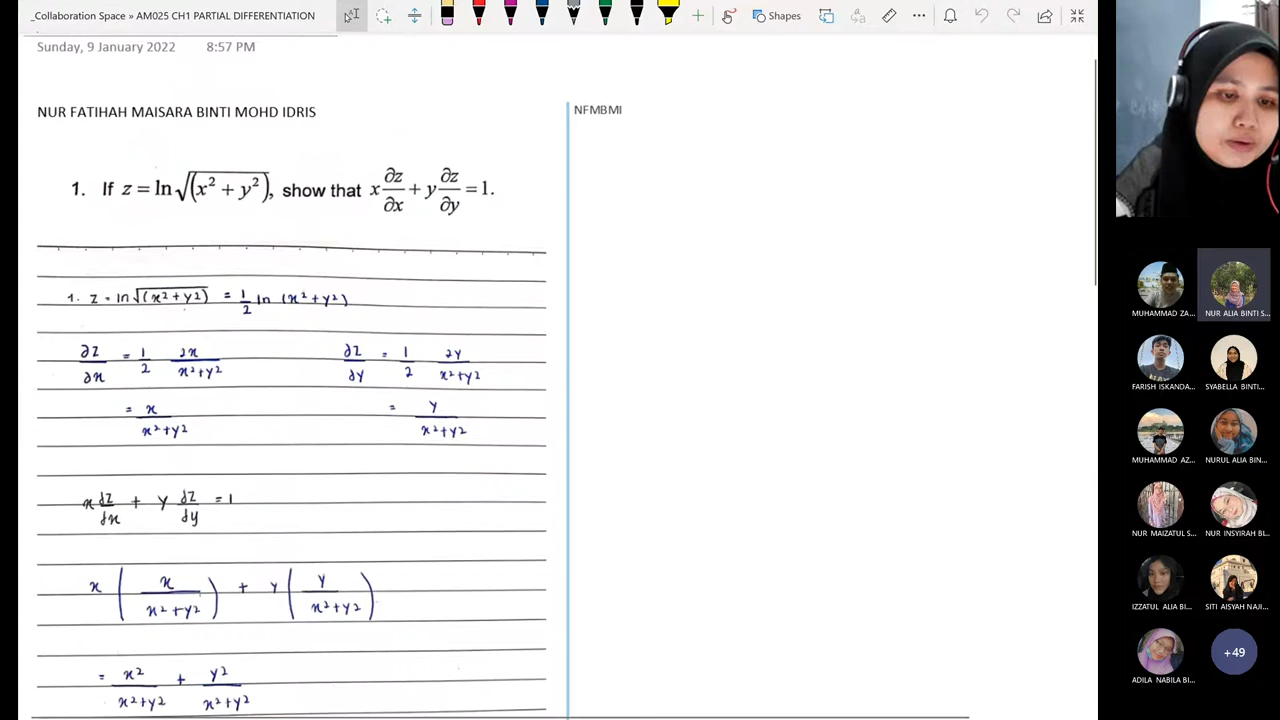 _Collaboration Space » AM025 CH1 PARTIAL DIFFERENTIATION
Shapes
Sunday, 9 January 2022 8:57 PM
NUR FATIHAH MAISARA BINTI MOHD IDRIS
NFMBMI
1. If z = ln√(x² + y²), show that x ∂z/∂x + y ∂z/∂y = 1.
1. z = ln √(x²+y²) = 1/2 ln (x²+y²)
∂z/∂x = 1/2 2x/x²+y² ∂z/∂y = 1/2 2y/x²+y²
= x/x²+y² = y/x²+y²
x dz/dx + y dz/dy = 1
x (x/x²+y²) + y (y/x²+y²)
= x²/x²+y² + y²/x²+y²
MUHAMMAD ZA...
NUR ALIA BINTI S...
FARISH ISKANDA...
SYABELLA BINTI...
MUHAMMAD AZ...
NURUL ALIA BIN...
NUR MAIZATUL S...
NUR INSYIRAH BI...
IZZATUL ALIA BI...
SITI AISYAH NAJI...
ADILA NABILA BI...
+49